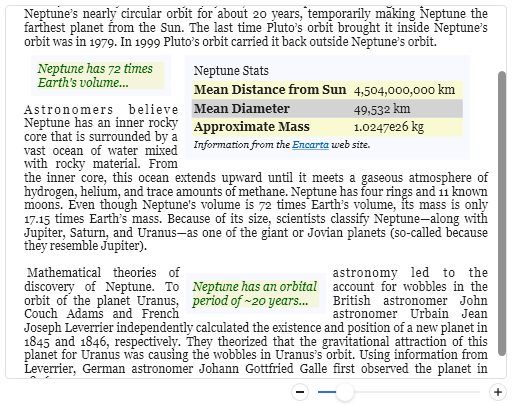 Neptune's nearly circular orbit for about 20 years, temporarily making Neptune the
farthest planet from the Sun. The last time Pluto's orbit brought it inside Neptune's
orbit was in 1979. In 1999 Pluto's orbit carried it back outside Neptune's orbit.
Neptune has 72 times
Earth's volume...
Neptune Stats
Mean Distance from Sun 4,504,000,000 km
Mean Diameter 49,532 km
Approximate Mass 1.0247e26 kg
Information from the Encarta web site.
Astronomers believe
Neptune has an inner rocky
core that is surrounded by a
vast ocean of water mixed
with rocky material. From
the inner core, this ocean extends upward until it meets a gaseous atmosphere of
hydrogen, helium, and trace amounts of methane. Neptune has four rings and 11 known
moons. Even though Neptune's volume is 72 times Earth's volume, its mass is only
17.15 times Earth's mass. Because of its size, scientists classify Neptune—along with
Jupiter, Saturn, and Uranus—as one of the giant or Jovian planets (so-called because
they resemble Jupiter).
Mathematical theories of astronomy led to the
discovery of Neptune. To account for wobbles in the
orbit of the planet Uranus, British astronomer John
Couch Adams and French astronomer Urbain Jean
Neptune has an orbital
period of ~20 years...
Joseph Leverrier independently calculated the existence and position of a new planet in
1845 and 1846, respectively. They theorized that the gravitational attraction of this
planet for Uranus was causing the wobbles in Uranus's orbit. Using information from
Leverrier, German astronomer Johann Gottfried Galle first observed the planet in